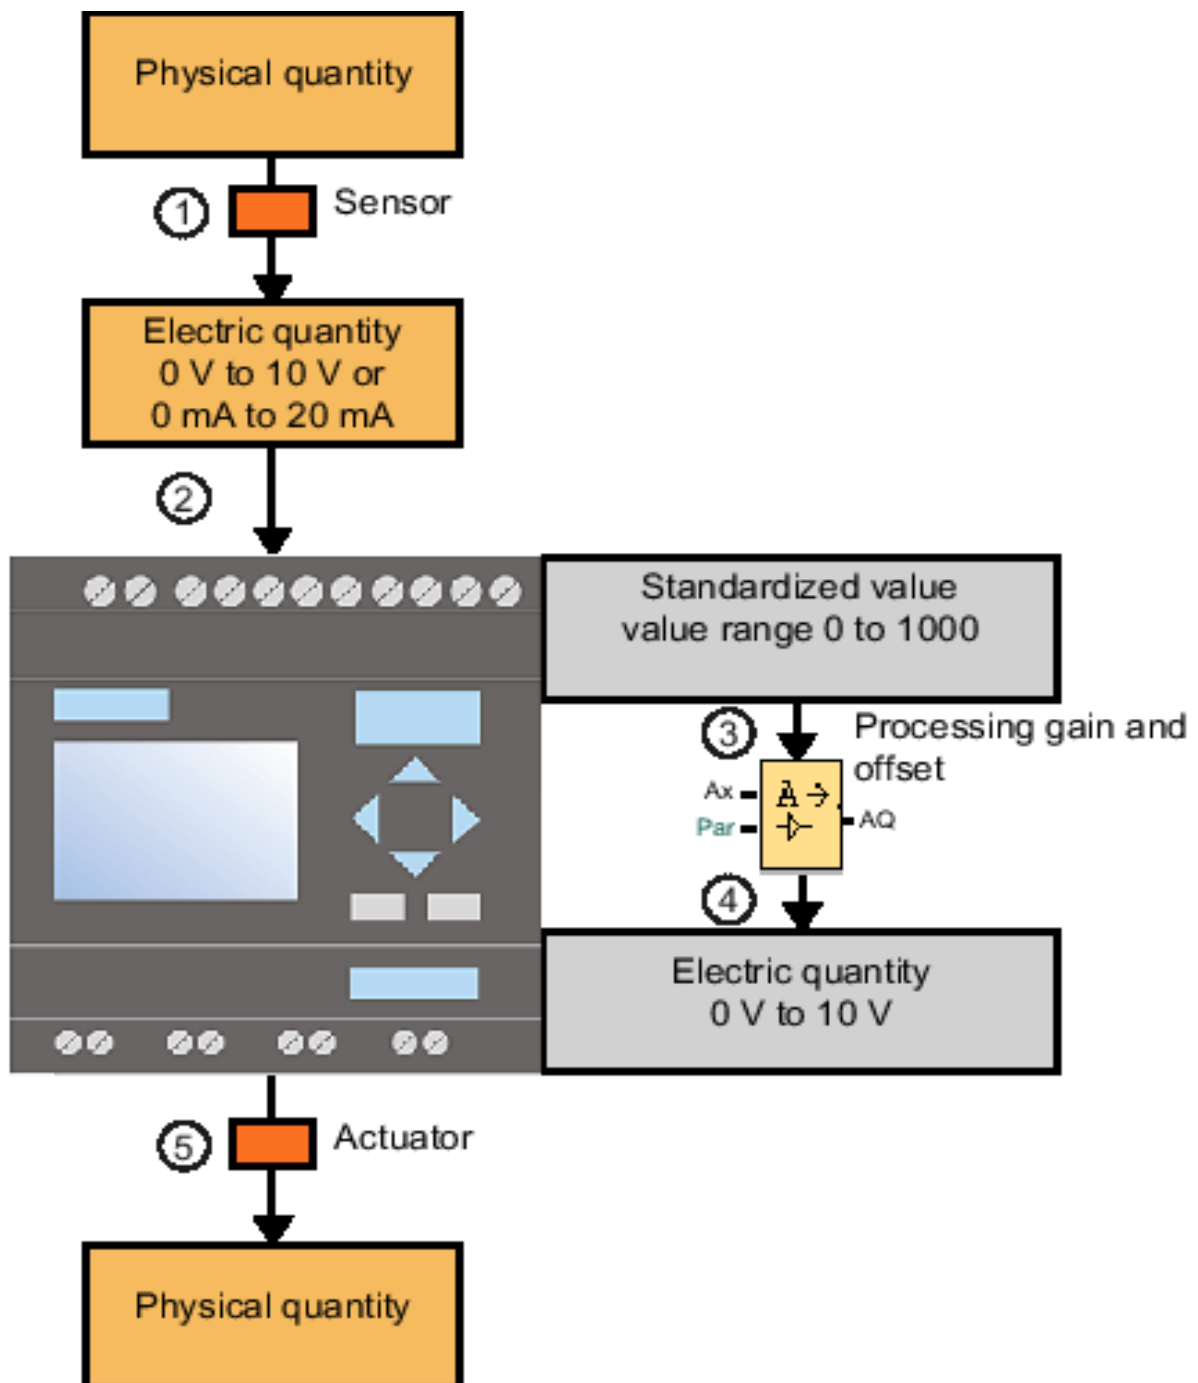 Physical quantity
1
Sensor
Electric quantity
0 V to 10 V or
0 mA to 20 mA
2
Standardized value
value range 0 to 1000
3
Processing gain and
offset
Ax
A→
Par
AQ
4
Electric quantity
0 V to 10 V
5
Actuator
Physical quantity